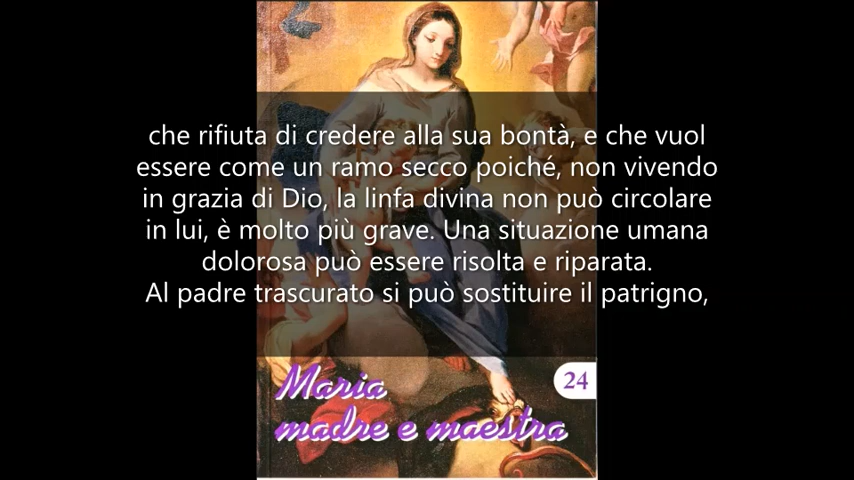 che rifiuta di credere alla sua bontà, e che vuol
essere come un ramo secco poiché, non vivendo
in grazia di Dio, la linfa divina non può circolare
in lui, è molto più grave. Una situazione umana
dolorosa può essere risolta e riparata.
Al padre trascurato si può sostituire il patrigno,
Maria
24
madre e maestra